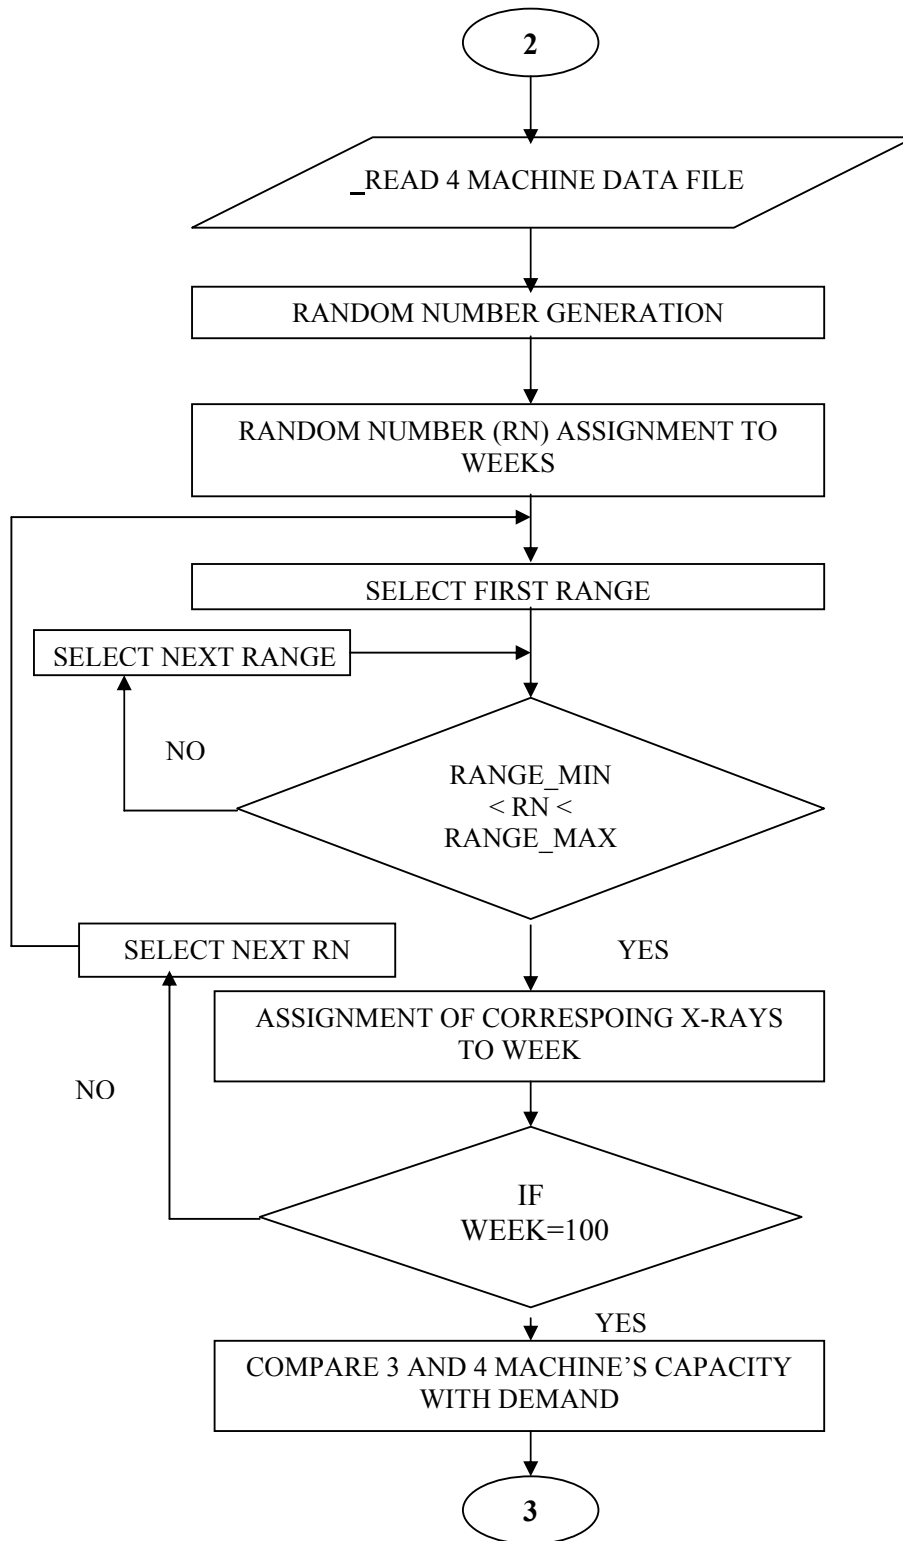 2
_READ 4 MACHINE DATA FILE
RANDOM NUMBER GENERATION
RANDOM NUMBER (RN) ASSIGNMENT TO
WEEKS
SELECT FIRST RANGE
SELECT NEXT RANGE
NO
RANGE_MIN
< RN <
RANGE_MAX
SELECT NEXT RN
YES
ASSIGNMENT OF CORRESPOING X-RAYS
TO WEEK
NO
IF
WEEK=100
YES
COMPARE 3 AND 4 MACHINE’S CAPACITY
WITH DEMAND
3